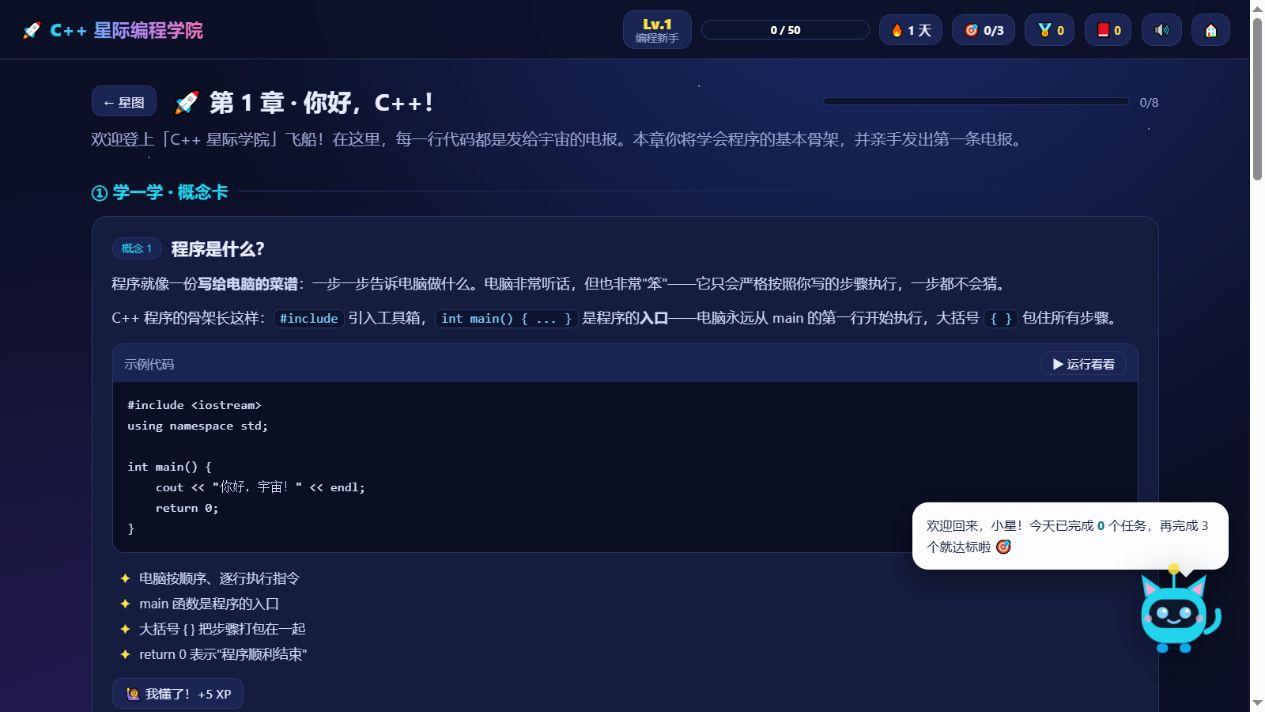 🚀 C++ 星际编程学院
Lv.1
编程新手
0 / 50
🔥 1 天
🎯 0/3
🏅 0
📕 0
← 星图
🚀 第 1 章 · 你好，C++！
0/8
欢迎登上「C++ 星际学院」飞船！在这里，每一行代码都是发给宇宙的电报。本章你将学会程序的基本骨架，并亲手发出第一条电报。
① 学一学 · 概念卡
概念 1 程序是什么？
程序就像一份写给电脑的菜谱：一步一步告诉电脑做什么。电脑非常听话，但也非常"笨"——它只会严格按照你写的步骤执行，一步都不会猜。
C++ 程序的骨架长这样： #include 引入工具箱， int main() { ... } 是程序的入口——电脑永远从 main 的第一行开始执行，大括号 { } 包住所有步骤。
示例代码
▶ 运行看看
#include <iostream>
using namespace std;
int main() {
    cout << "你好，宇宙！" << endl;
    return 0;
}
欢迎回来，小星！今天已完成 0 个任务，再完成 3
个就达标啦 🎯
✦ 电脑按顺序、逐行执行指令
✦ main 函数是程序的入口
✦ 大括号 { } 把步骤打包在一起
✦ return 0 表示"程序顺利结束"
🙋 我懂了！+5 XP